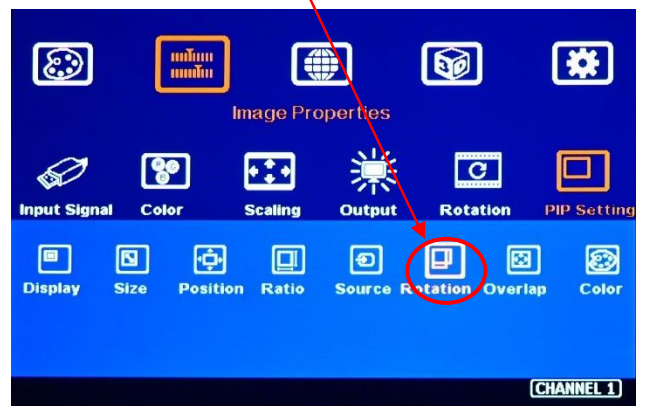 3D
Image Properties
Input Signal Color Scaling Output Rotation PIP Setting
Display Size Position Ratio Source Rotation Overlap Color
CHANNEL 1